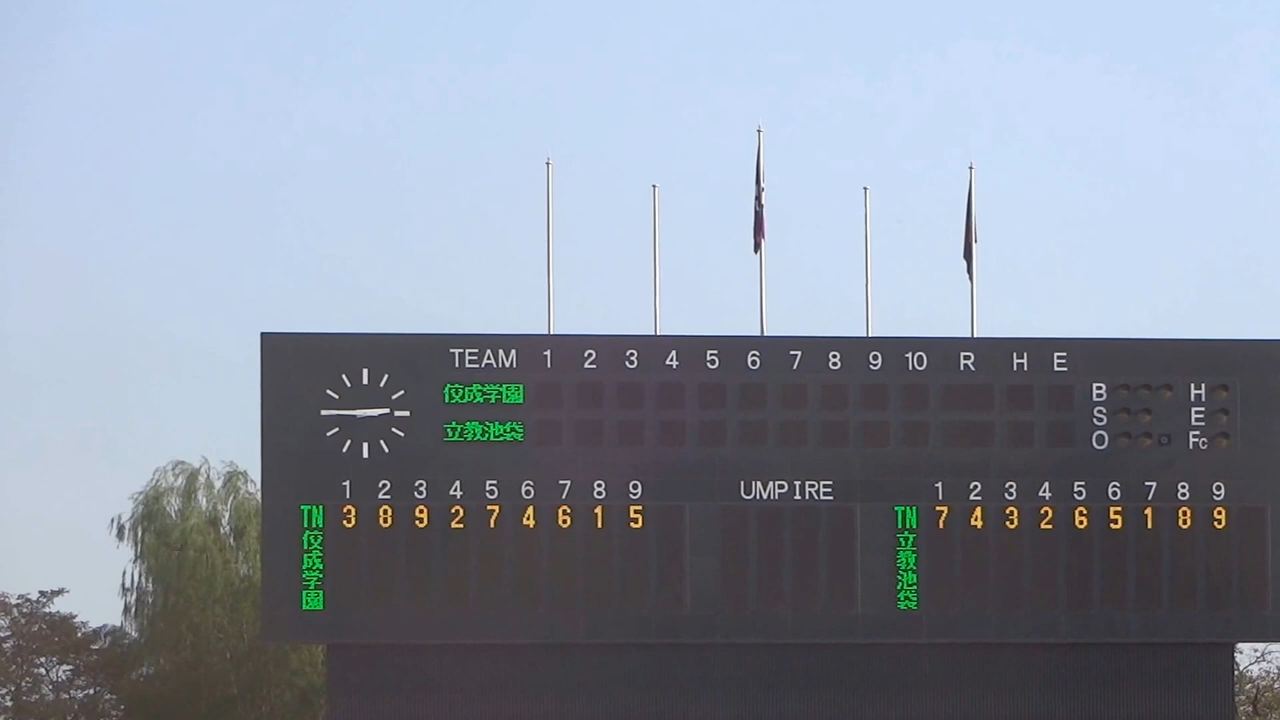 TEAM 1 2 3 4 5 6 7 8 9 10 R H E
佼成学園
立教池袋
B H
S E
O Fc
1 2 3 4 5 6 7 8 9
TN 3 8 9 2 7 4 6 1 5
佼成学園
UMPIRE
1 2 3 4 5 6 7 8 9
TN 7 4 3 2 6 5 1 8 9
立教池袋